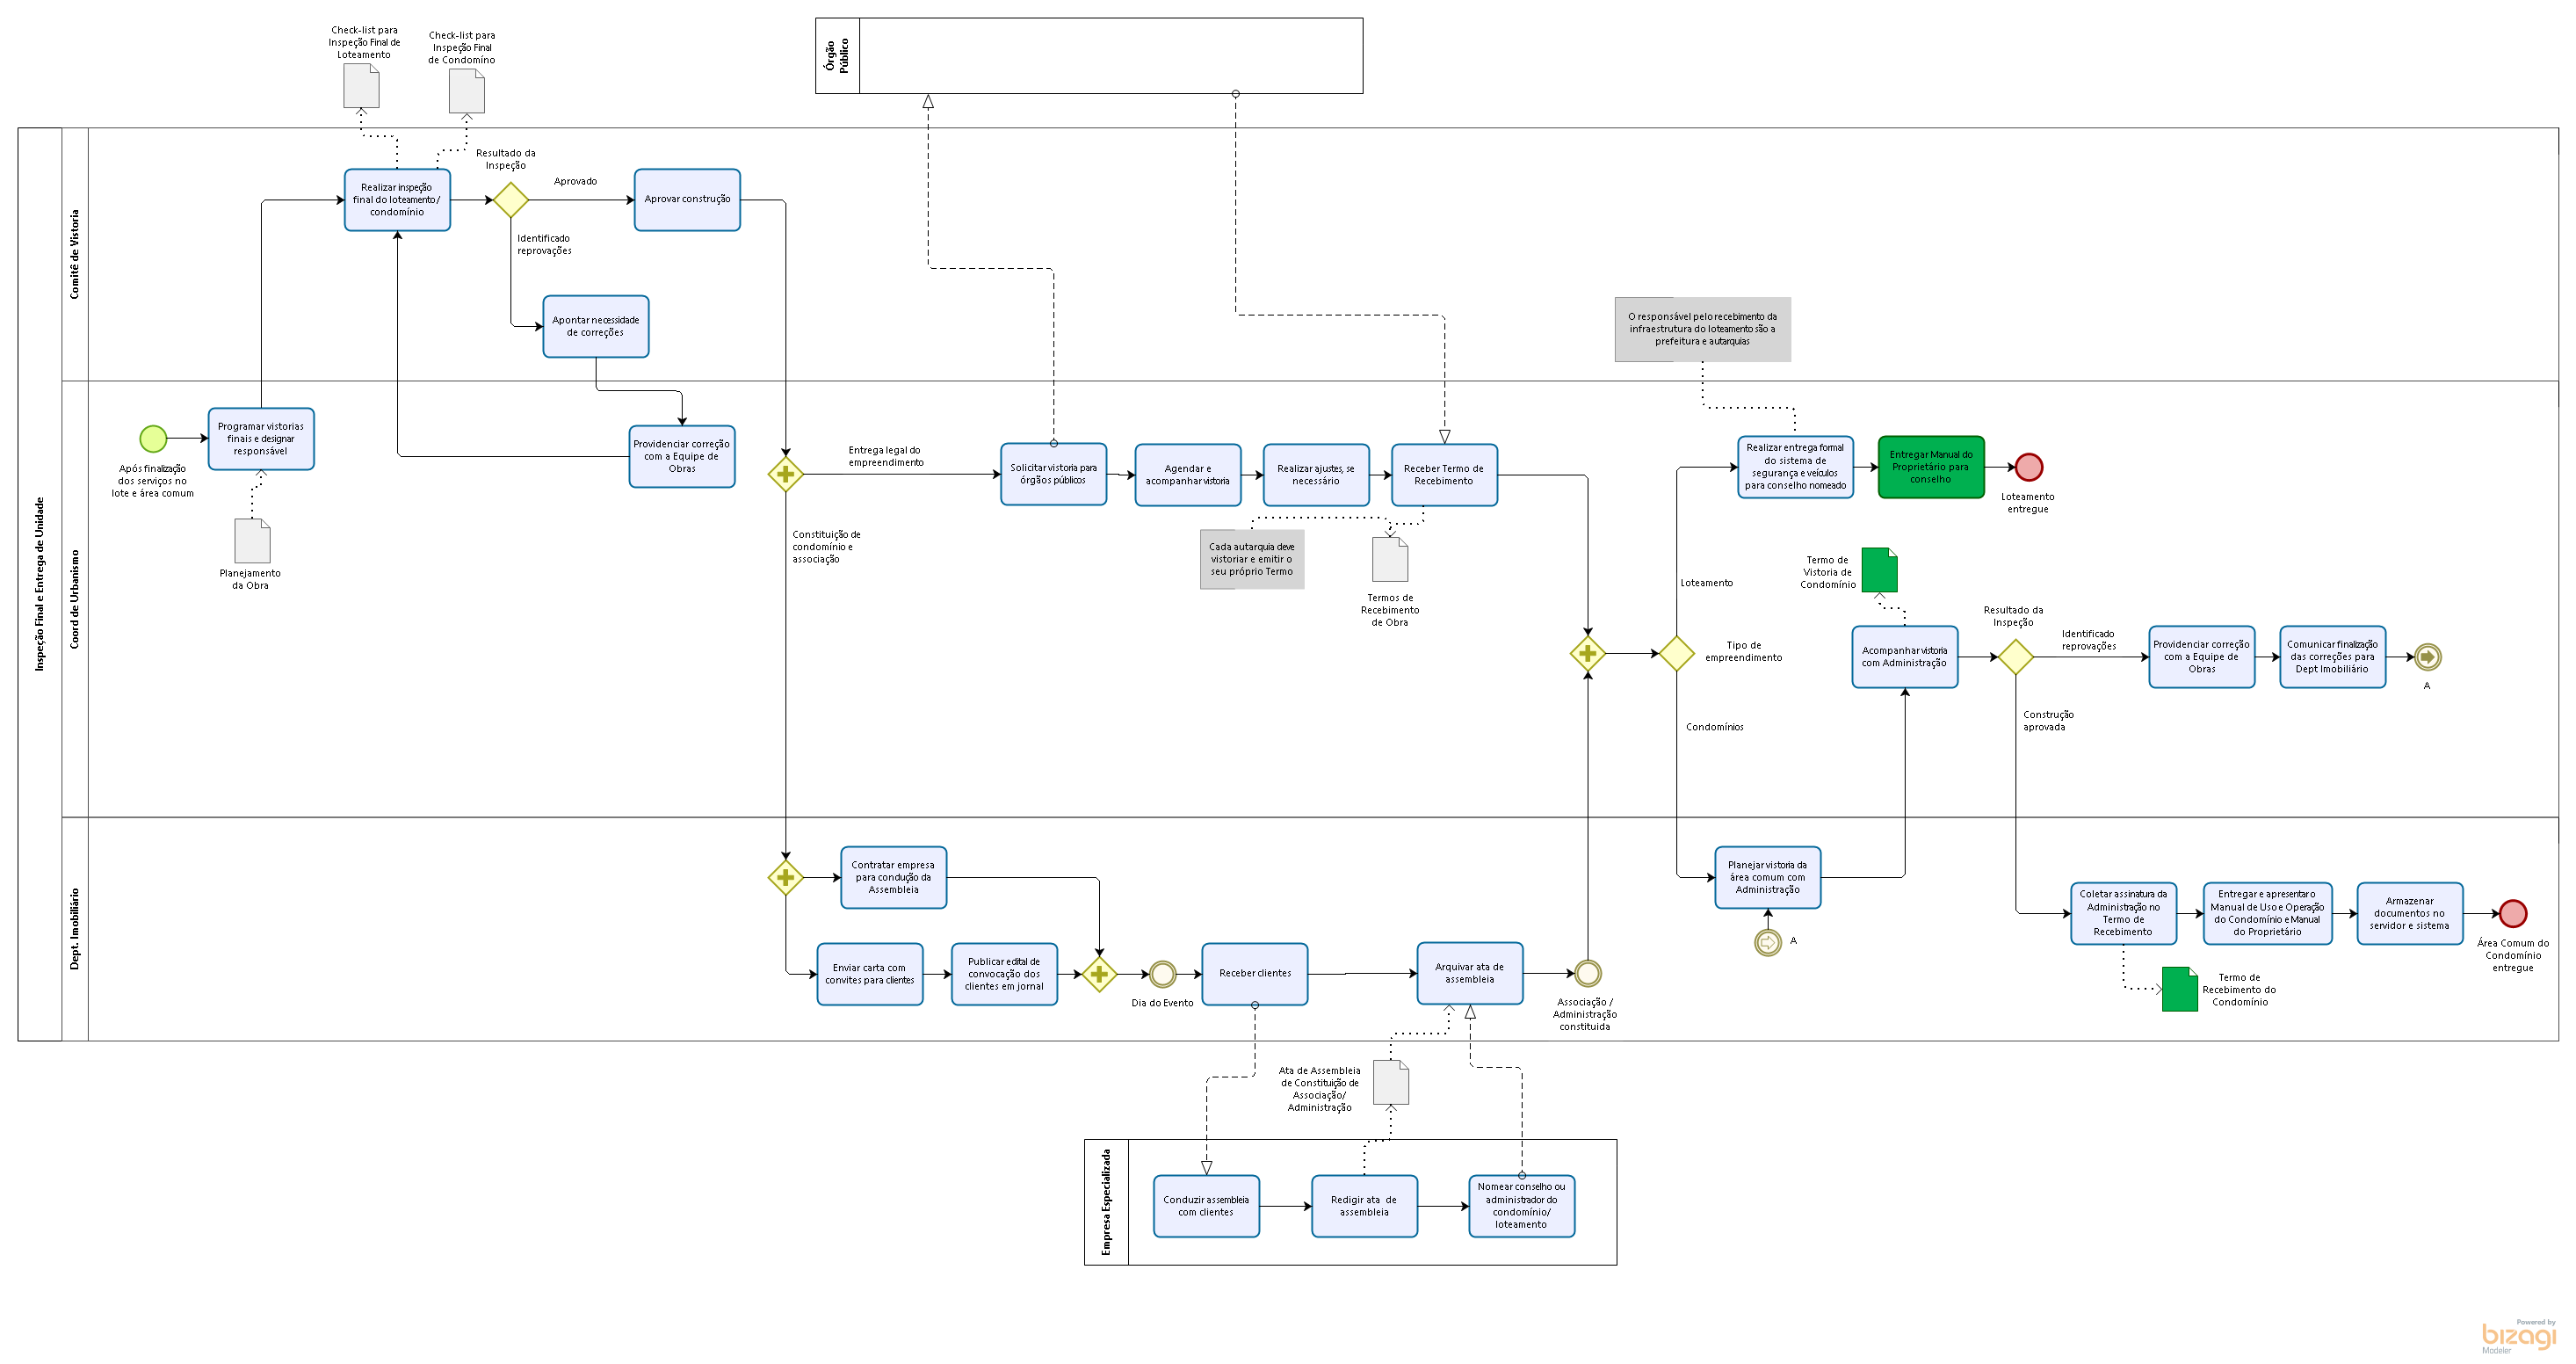 Check-list para
Inspeção Final de
Loteamento
Check-list para
Inspeção Final
de Condomíno
Órgão
Público
Inspeção Final e Entrega de Unidade
Comitê de Vistoria
Realizar inspeção
final do loteamento/
condomínio
Resultado da
Inspeção
Aprovado
Aprovar construção
Identificado
reprovações
Apontar necessidade
de correções
O responsável pelo recebimento da
infraestrutura do loteamento são a
prefeitura e autarquias
Coord de Urbanismo
Após finalização
dos serviços no
lote e área comum
Programar vistorias
finais e designar
responsável
Planejamento
da Obra
Providenciar correção
com a Equipe de
Obras
Entrega legal do
empreendimento
Constituição de
condomínio e
associação
Solicitar vistoria para
órgãos públicos
Agendar e
acompanhar vistoria
Realizar ajustes, se
necessário
Receber Termo de
Recebimento
Cada autarquia deve
vistoriar e emitir o
seu próprio Termo
Termos de
Recebimento
de Obra
Realizar entrega formal
do sistema de
segurança e veículos
para conselho nomeado
Entregar Manual do
Proprietário para
conselho
Loteamento
entregue
Loteamento
Tipo de
empreendimento
Condomínios
Termo de
Vistoria de
Condomínio
Acompanhar vistoria
com Administração
Resultado da
Inspeção
Identificado
reprovações
Providenciar correção
com a Equipe de
Obras
Comunicar finalização
das correções para
Dept Imobiliário
A
Construção
aprovada
Dept. Imobiliário
Contratar empresa
para condução da
Assembleia
Enviar carta com
convites para clientes
Publicar edital de
convocação dos
clientes em jornal
Dia do Evento
Receber clientes
Arquivar ata de
assembleia
Associação /
Administração
constituida
Planejar vistoria da
área comum com
Administração
A
Coletar assinatura da
Administração no
Termo de
Recebimento
Entregar e apresentar o
Manual de Uso e Operação
do Condomínio e Manual
do Proprietário
Armazenar
documentos no
servidor e sistema
Área Comum do
Condomínio
entregue
Termo de
Recebimento do
Condomínio
Ata de Assembleia
de Constituição de
Associação/
Administração
Empresa Especializada
Conduzir assembleia
com clientes
Redigir ata de
assembleia
Nomear conselho ou
administrador do
condomínio/
loteamento
Powered by
bizagi
Modeler